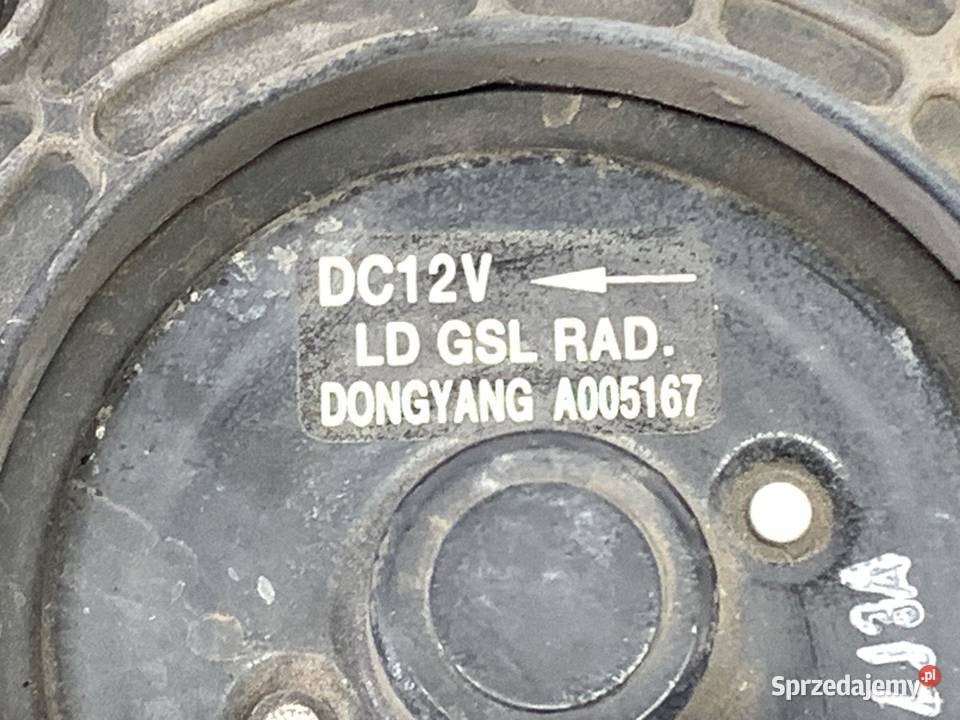 DC12V ←
LD GSL RAD.
DONGYANG A005167
Sprzedajemy.pl